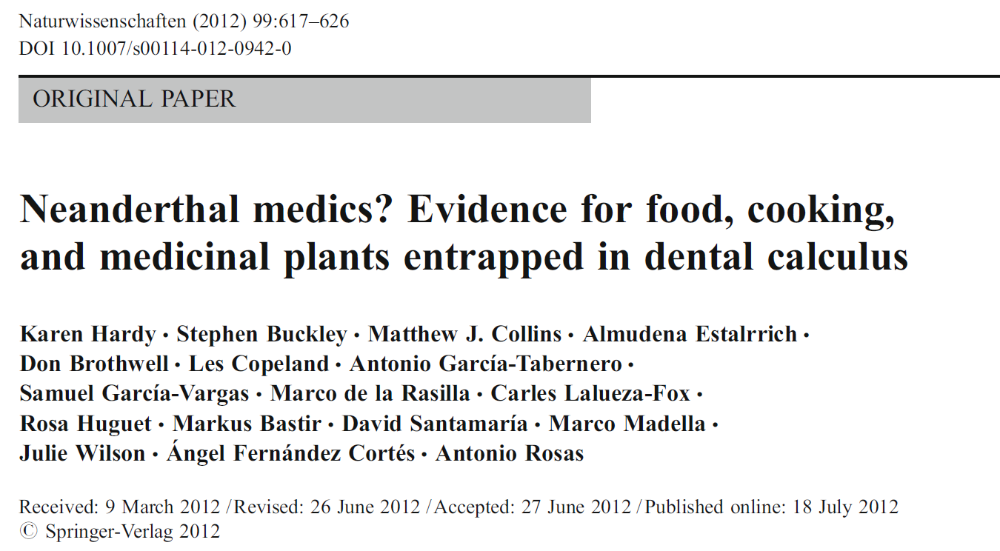 Naturwissenschaften (2012) 99:617–626
DOI 10.1007/s00114-012-0942-0
ORIGINAL PAPER
Neanderthal medics? Evidence for food, cooking,
and medicinal plants entrapped in dental calculus
Karen Hardy · Stephen Buckley · Matthew J. Collins · Almudena Estalrrich ·
Don Brothwell · Les Copeland · Antonio García-Tabernero ·
Samuel García-Vargas · Marco de la Rasilla · Carles Lalueza-Fox ·
Rosa Huguet · Markus Bastir · David Santamaría · Marco Madella ·
Julie Wilson · Ángel Fernández Cortés · Antonio Rosas
Received: 9 March 2012 / Revised: 26 June 2012 / Accepted: 27 June 2012 / Published online: 18 July 2012
© Springer-Verlag 2012